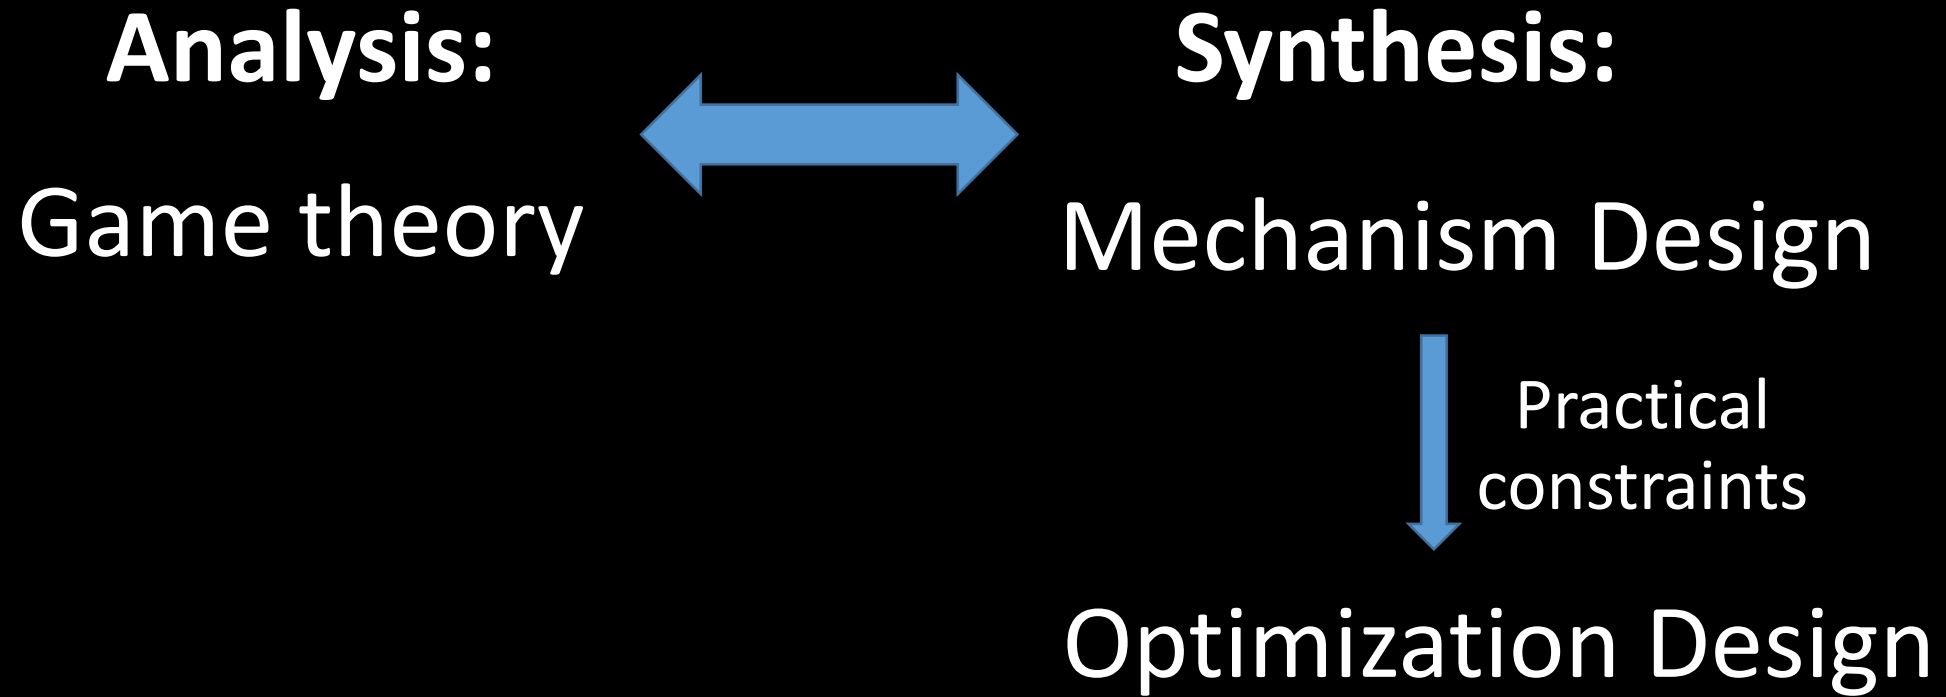 Analysis:
Game theory
Synthesis:
Mechanism Design
Practical
constraints
Optimization Design